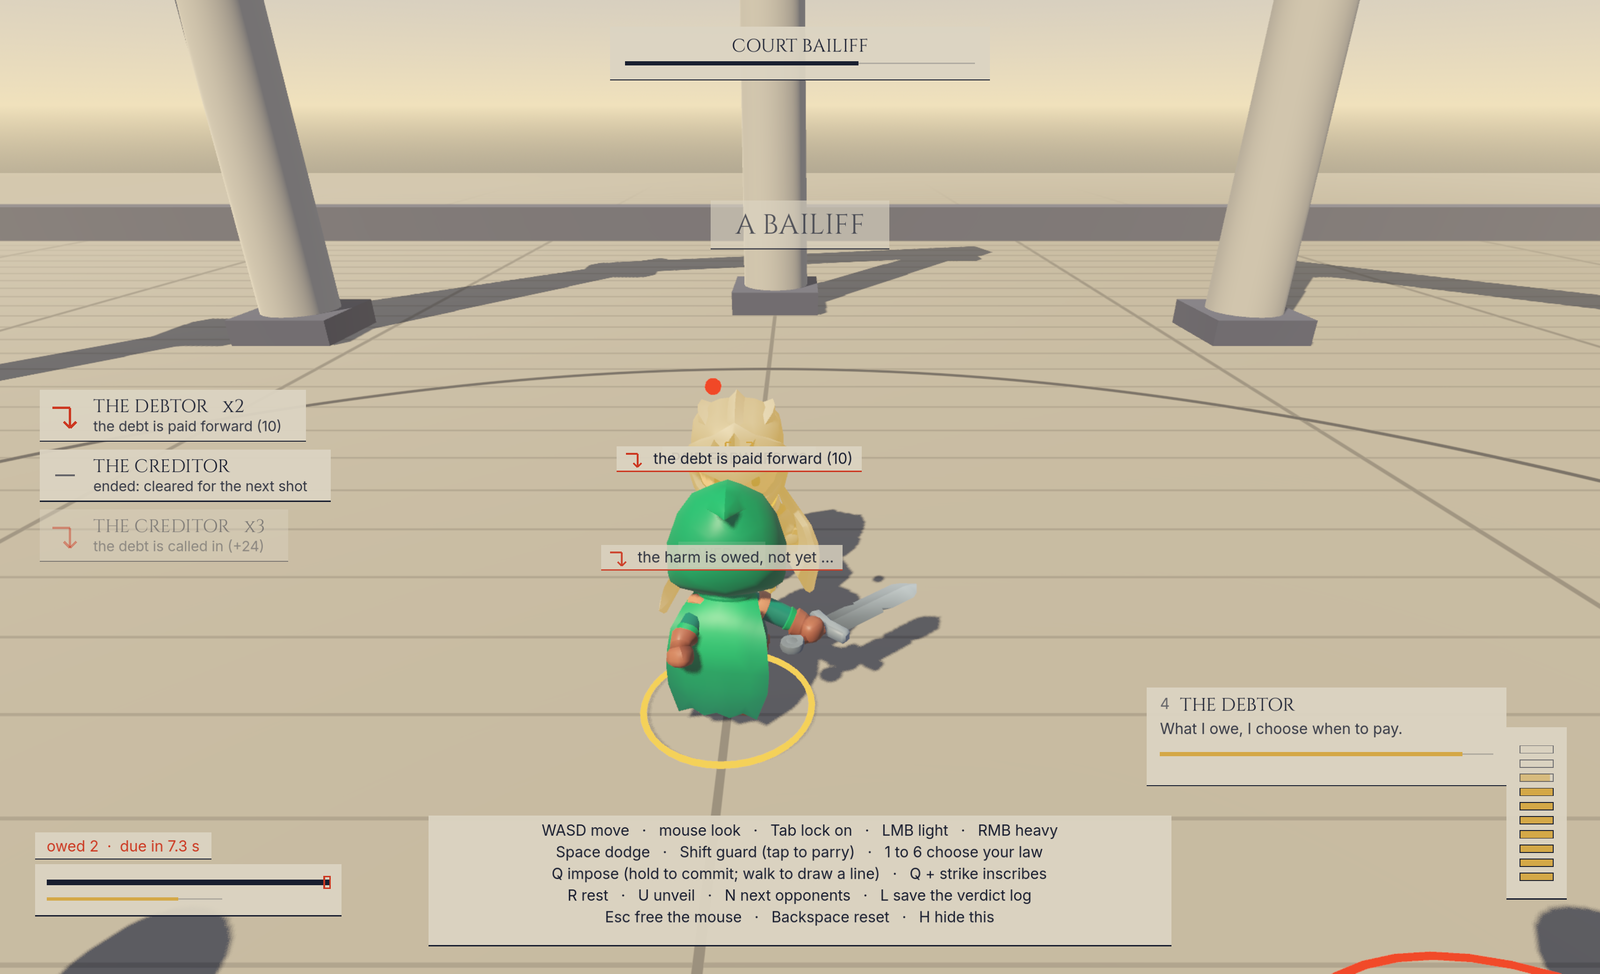 COURT BAILIFF
A BAILIFF
THE DEBTOR x2
the debt is paid forward (10)
THE CREDITOR
ended: cleared for the next shot
THE CREDITOR x3
the debt is called in (+24)
the debt is paid forward (10)
the harm is owed, not yet ...
4 THE DEBTOR
What I owe, I choose when to pay.
owed 2 · due in 7.3 s
WASD move · mouse look · Tab lock on · LMB light · RMB heavy
Space dodge · Shift guard (tap to parry) · 1 to 6 choose your law
Q impose (hold to commit; walk to draw a line) · Q + strike inscribes
R rest · U unveil · N next opponents · L save the verdict log
Esc free the mouse · Backspace reset · H hide this